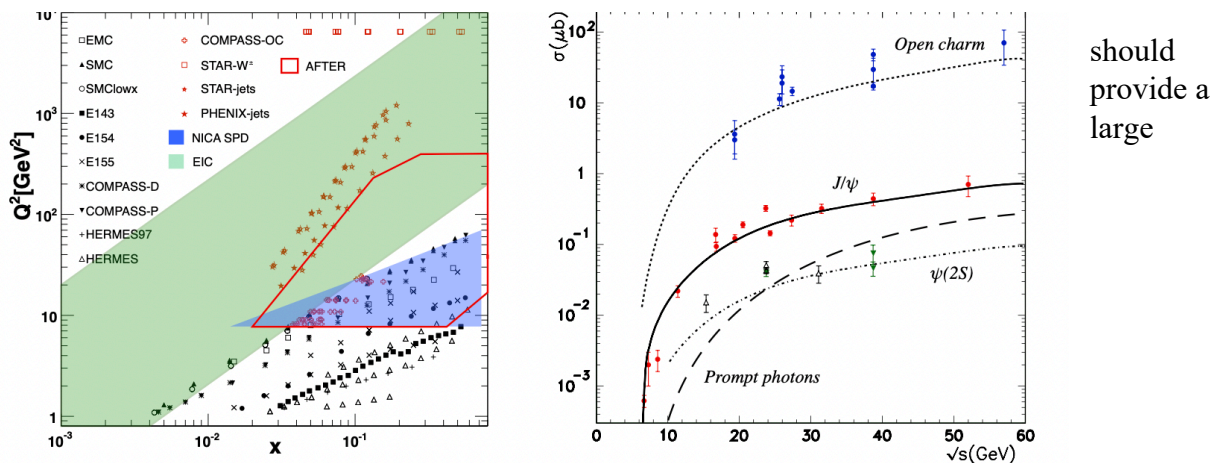 10⁴
10³
10²
10
1
Q²[GeV²]
EMC
SMC
SMClowx
E143
E154
E155
COMPASS-D
COMPASS-P
HERMES97
HERMES
COMPASS-OC
STAR-W±
STAR-jets
PHENIX-jets
NICA SPD
EIC
AFTER
10⁻³
10⁻²
10⁻¹
x
σ(μb)
10²
10
1
10⁻¹
10⁻²
10⁻³
Open charm
J/ψ
ψ(2S)
Prompt photons
0
10
20
30
40
50
60
√s(GeV)
should
provide a
large